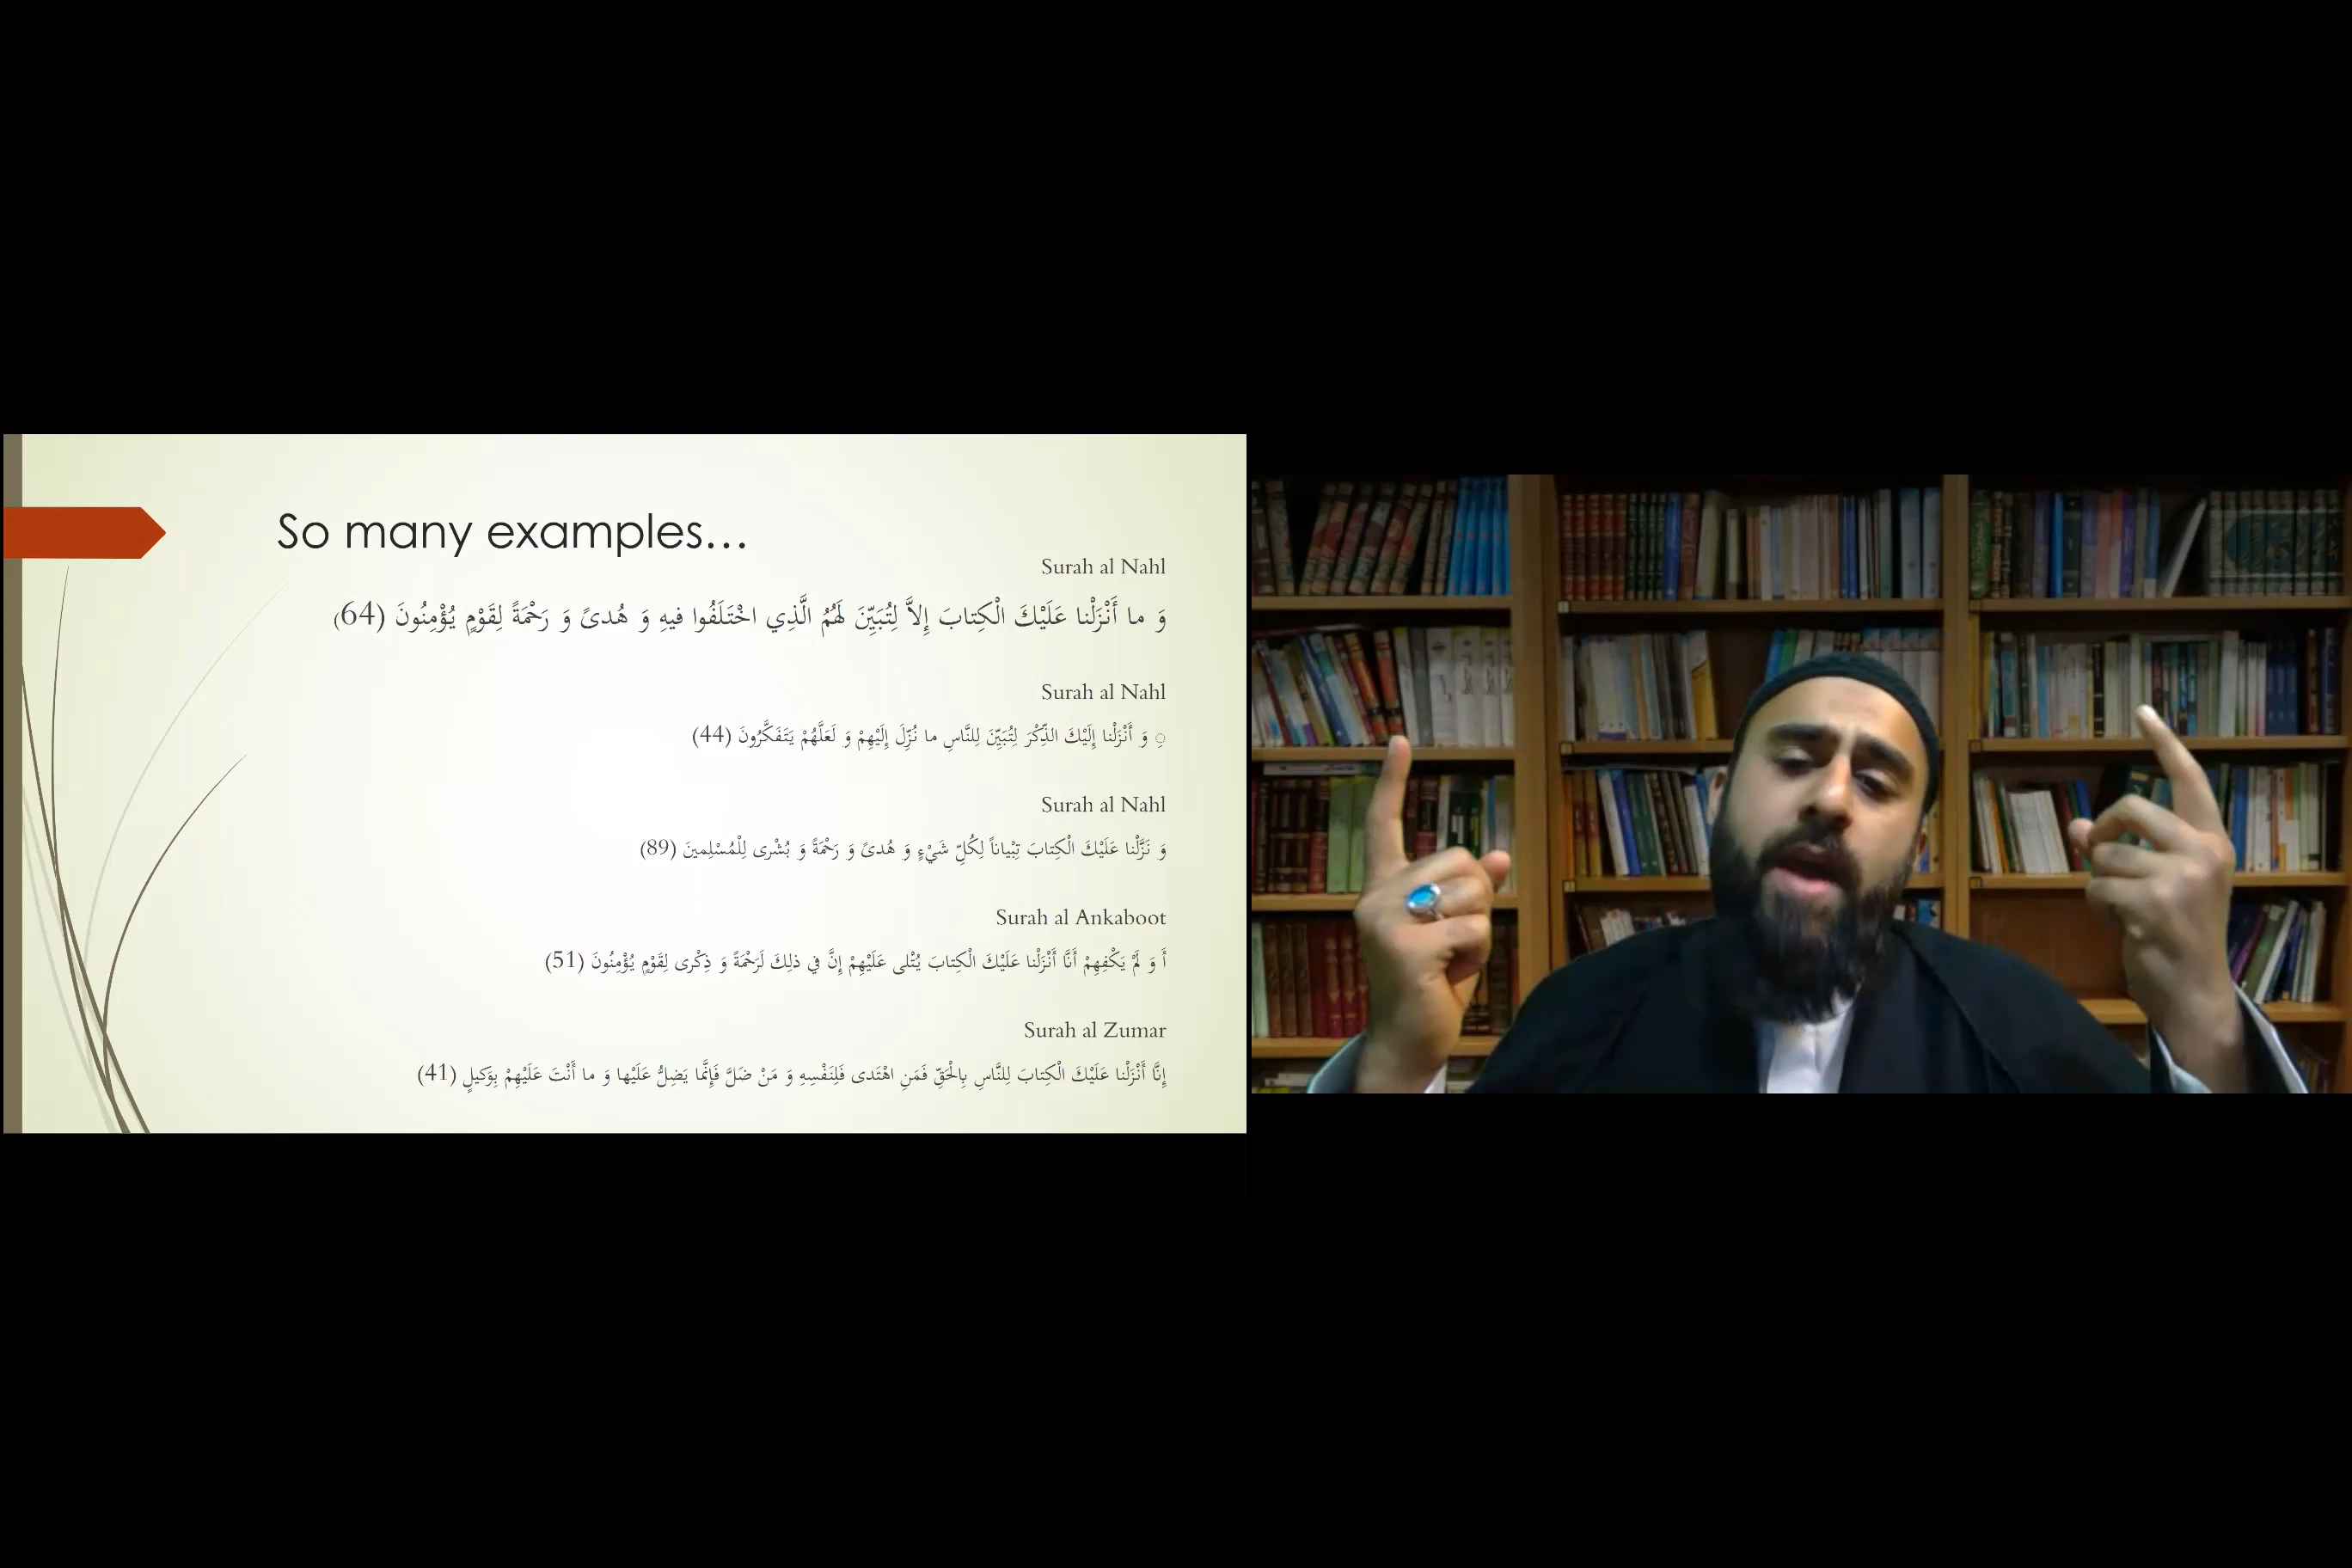 So many examples...
Surah al Nahl
وَ ما أَنْزَلْنا عَلَيْكَ الْكِتابَ إِلاَّ لِتُبَيِّنَ لَهُمُ الَّذِي اخْتَلَفُوا فيهِ وَ هُدىً وَ رَحْمَةً لِقَوْمٍ يُؤْمِنُونَ (64)
Surah al Nahl
وَ أَنْزَلْنا إِلَيْكَ الذِّكْرَ لِتُبَيِّنَ لِلنَّاسِ ما نُزِّلَ إِلَيْهِمْ وَ لَعَلَّهُمْ يَتَفَكَّرُونَ (44)
Surah al Nahl
وَ نَزَّلْنا عَلَيْكَ الْكِتابَ تِبْياناً لِكُلِّ شَيْءٍ وَ هُدىً وَ رَحْمَةً وَ بُشْرى لِلْمُسْلِمينَ (89)
Surah al Ankaboot
أَ وَ لَمْ يَكْفِهِمْ أَنَّا أَنْزَلْنا عَلَيْكَ الْكِتابَ يُتْلى عَلَيْهِمْ إِنَّ في ذلِكَ لَرَحْمَةً وَ ذِكْرى لِقَوْمٍ يُؤْمِنُونَ (51)
Surah al Zumar
إِنَّا أَنْزَلْنا عَلَيْكَ الْكِتابَ لِلنَّاسِ بِالْحَقِّ فَمَنِ اهْتَدى فَلِنَفْسِهِ وَ مَنْ ضَلَّ فَإِنَّما يَضِلُّ عَلَيْها وَ ما أَنْتَ عَلَيْهِمْ بِوَكيلٍ (41)